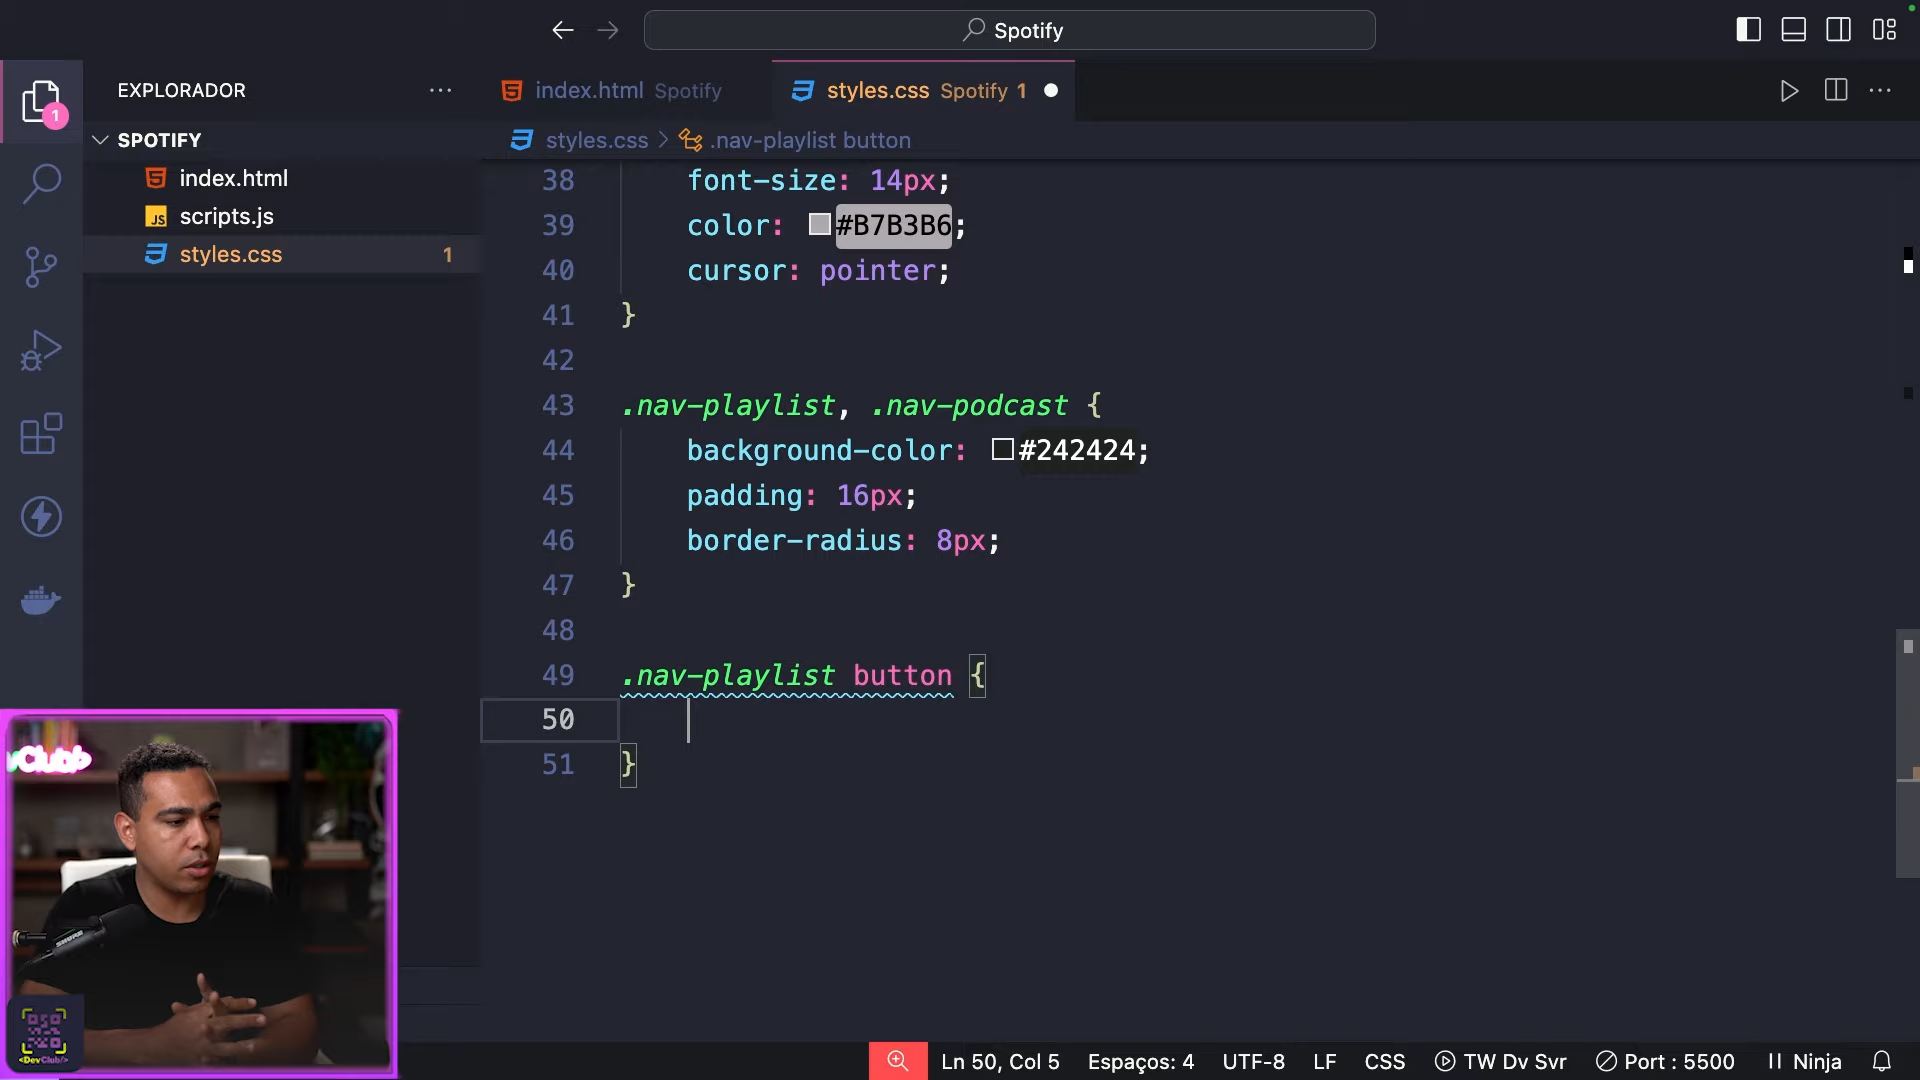 Spotify
EXPLORADOR
index.html Spotify
styles.css Spotify 1
1
SPOTIFY
styles.css > .nav-playlist button
index.html
scripts.js
styles.css 1
38 font-size: 14px;
39 color: #B7B3B6;
40 cursor: pointer;
41 }
42
43 .nav-playlist, .nav-podcast {
44 background-color: #242424;
45 padding: 16px;
46 border-radius: 8px;
47 }
48
49 .nav-playlist button {
50
51 }
SHURE
<DevClub/>
Ln 50, Col 5 Espaços: 4 UTF-8 LF CSS TW Dv Svr Port : 5500 Ninja